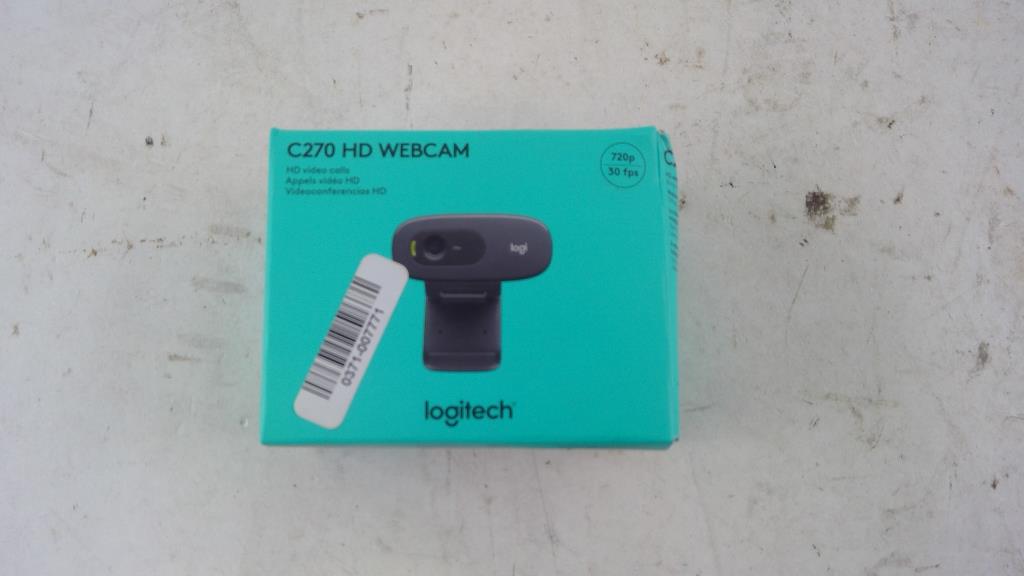 C270 HD WEBCAM
HD video calls
Appels vidéo HD
Videoconferencias HD
720p
30 fps
logi
0371-007771
logitech